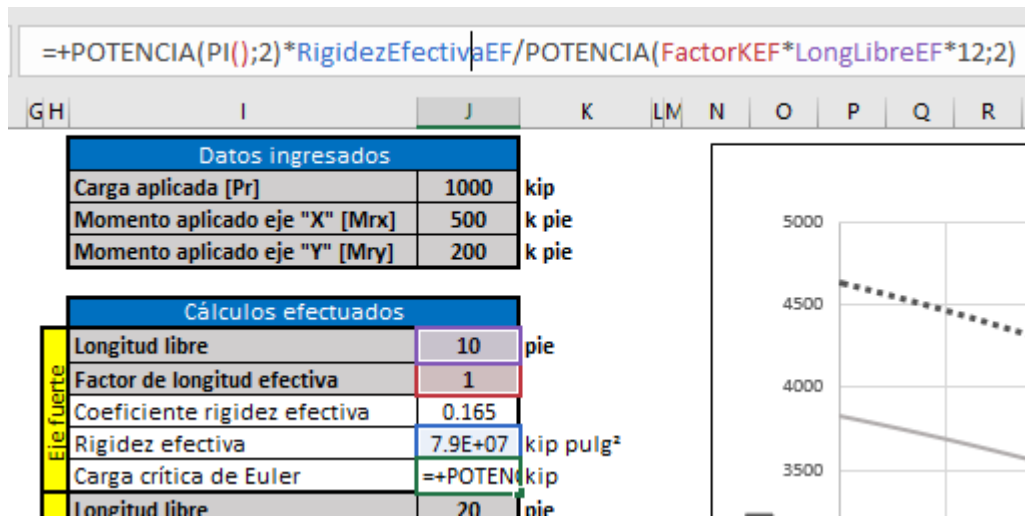 =+POTENCIA(PI();2)*RigidezEfectivaEF/POTENCIA(FactorKEF*LongLibreEF*12;2)
G H I J K L M N O P Q R
Datos ingresados
Carga aplicada [Pr] 1000 kip
Momento aplicado eje "X" [Mrx] 500 k pie
Momento aplicado eje "Y" [Mry] 200 k pie
5000
Cálculos efectuados
4500
Eje fuerte
Longitud libre 10 pie
Factor de longitud efectiva 1
4000
Coeficiente rigidez efectiva 0.165
Rigidez efectiva 7.9E+07 kip pulg²
Carga crítica de Euler =+POTEN kip
3500
Longitud libre 20 pie